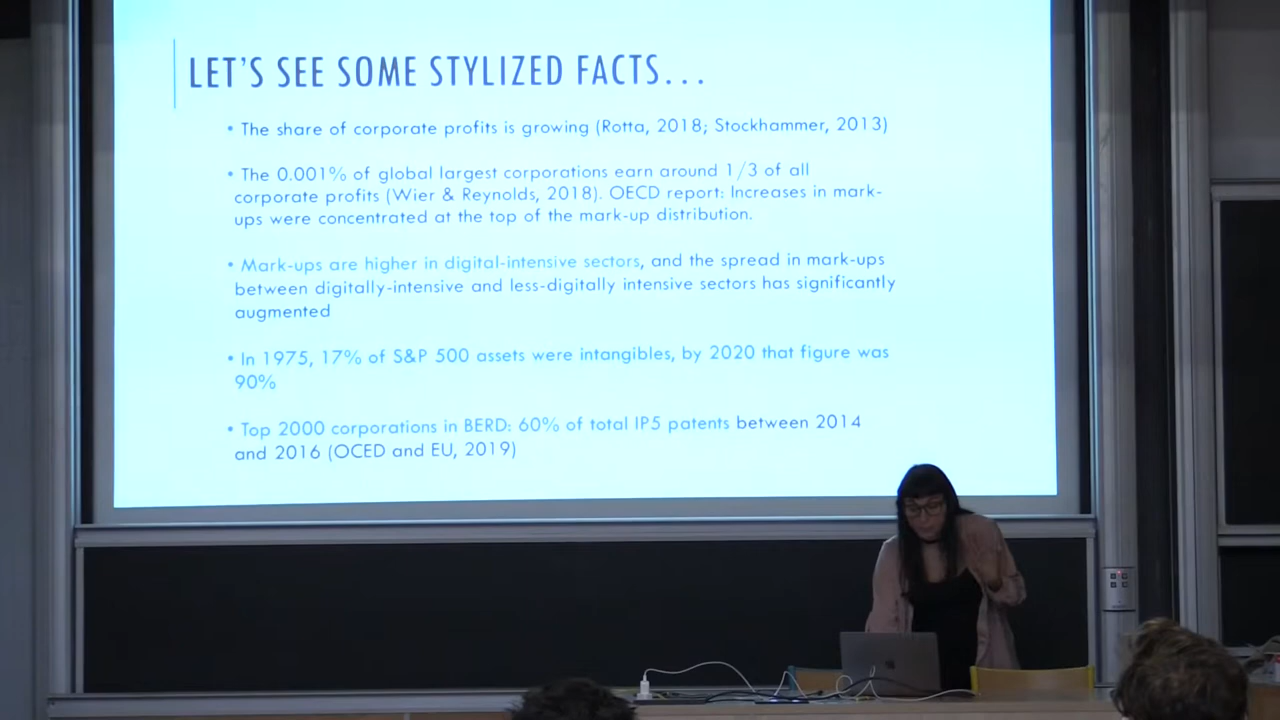 LET'S SEE SOME STYLIZED FACTS...
• The share of corporate profits is growing (Rotta, 2018; Stockhammer, 2013)
• The 0.001% of global largest corporations earn around 1/3 of all
corporate profits (Wier & Reynolds, 2018). OECD report: Increases in mark-
ups were concentrated at the top of the mark-up distribution.
• Mark-ups are higher in digital-intensive sectors, and the spread in mark-ups
between digitally-intensive and less-digitally intensive sectors has significantly
augmented
• In 1975, 17% of S&P 500 assets were intangibles, by 2020 that figure was
90%
• Top 2000 corporations in BERD: 60% of total IP5 patents between 2014
and 2016 (OCED and EU, 2019)